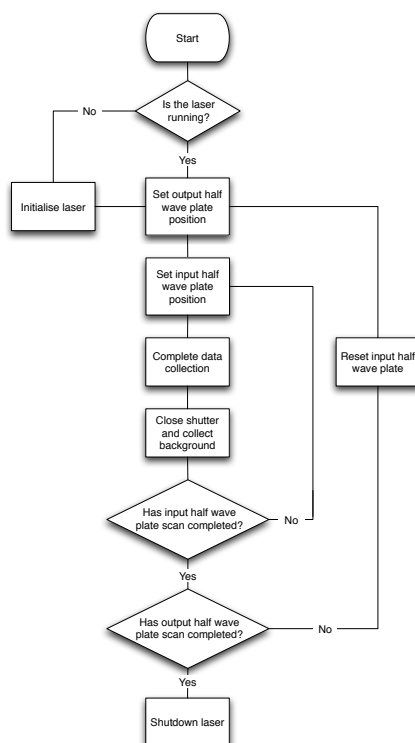 Start
Is the laser
running?
No
Yes
Initialise laser
Set output half
wave plate
position
Set input half
wave plate
position
Complete data
collection
Reset input half
wave plate
Close shutter
and collect
background
Has input half wave
plate scan completed?
No
Yes
Has output half wave
plate scan completed?
No
Yes
Shutdown laser